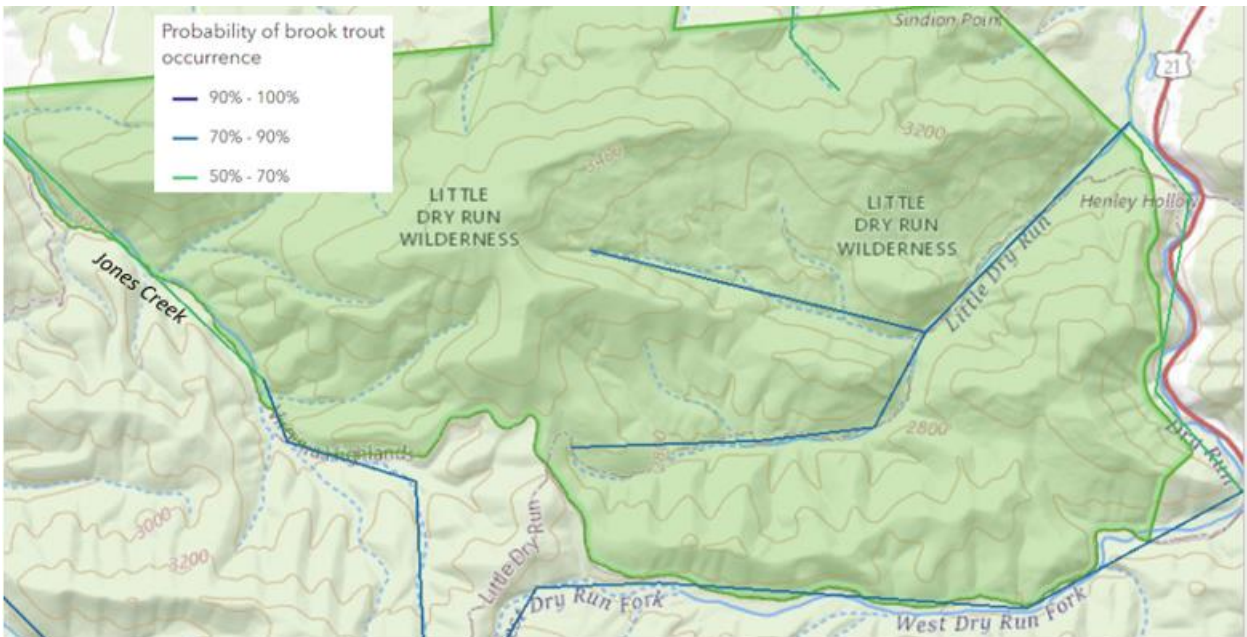 Probability of brook trout
occurrence
90% - 100%
70% - 90%
50% - 70%
Sindion Point
21
3200
3400
LITTLE
DRY RUN
WILDERNESS
LITTLE
DRY RUN
WILDERNESS
Henley Hollow
Little Dry Run
Jones Creek
Highlands
2800
Dry Run
3000
3200
Little Dry Run
Dry Run Fork
West Dry Run Fork